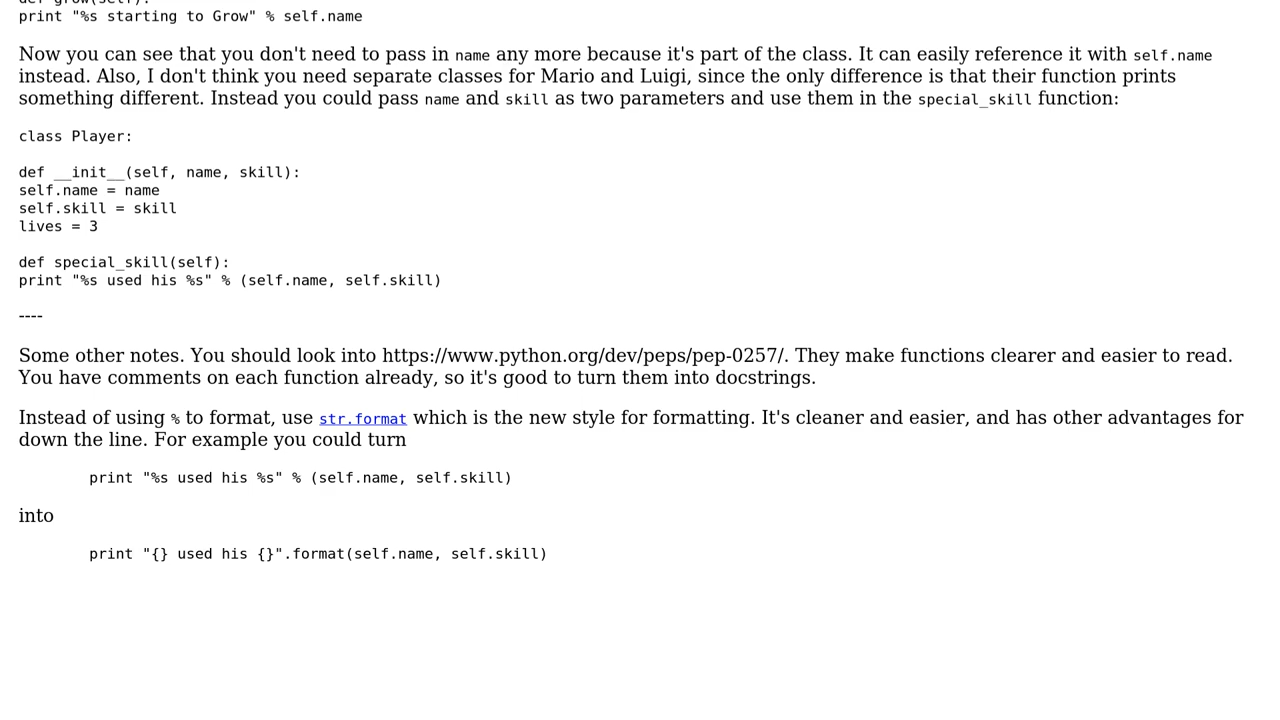 def grow(self):
print "%s starting to Grow" % self.name
Now you can see that you don't need to pass in name any more because it's part of the class. It can easily reference it with self.name
instead. Also, I don't think you need separate classes for Mario and Luigi, since the only difference is that their function prints
something different. Instead you could pass name and skill as two parameters and use them in the special_skill function:
class Player:
def __init__(self, name, skill):
self.name = name
self.skill = skill
lives = 3
def special_skill(self):
print "%s used his %s" % (self.name, self.skill)
----
Some other notes. You should look into https://www.python.org/dev/peps/pep-0257/. They make functions clearer and easier to read.
You have comments on each function already, so it's good to turn them into docstrings.
Instead of using % to format, use str.format which is the new style for formatting. It's cleaner and easier, and has other advantages for
down the line. For example you could turn
print "%s used his %s" % (self.name, self.skill)
into
print "{} used his {}".format(self.name, self.skill)